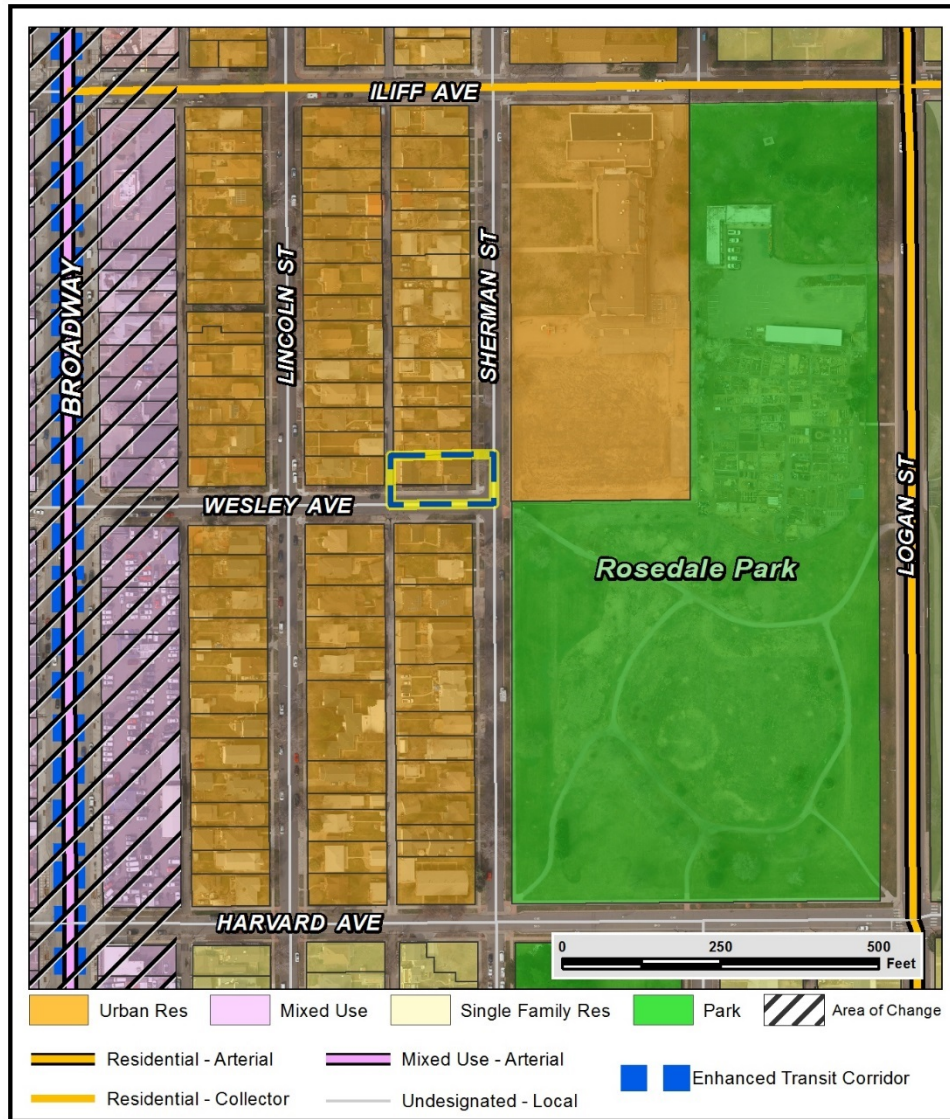 ILIFF AVE
BROADWAY
LINCOLN ST
SHERMAN ST
LOGAN ST
WESLEY AVE
Rosedale Park
HARVARD AVE
0 250 500
Feet
Urban Res Mixed Use Single Family Res Park Area of Change
Residential - Arterial Mixed Use - Arterial Enhanced Transit Corridor
Residential - Collector Undesignated - Local